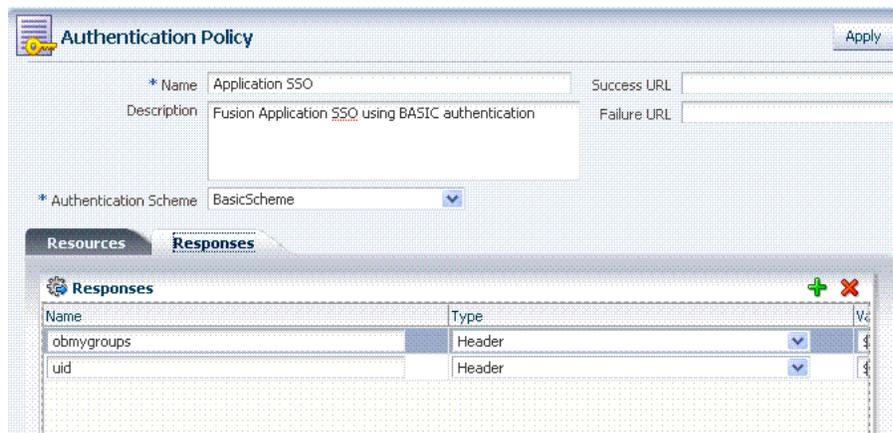 Authentication Policy
Apply
* Name Application SSO
Success URL
Description Fusion Application SSO using BASIC authentication
Failure URL
* Authentication Scheme BasicScheme
Resources Responses
Responses
Name Type
obmygroups Header
uid Header